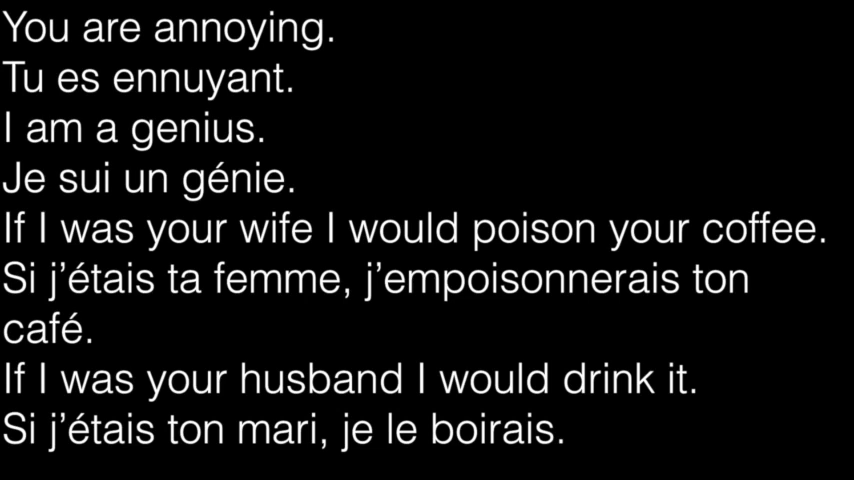 You are annoying.
Tu es ennuyant.
I am a genius.
Je sui un génie.
If I was your wife I would poison your coffee.
Si j’étais ta femme, j’empoisonnerais ton
café.
If I was your husband I would drink it.
Si j’étais ton mari, je le boirais.